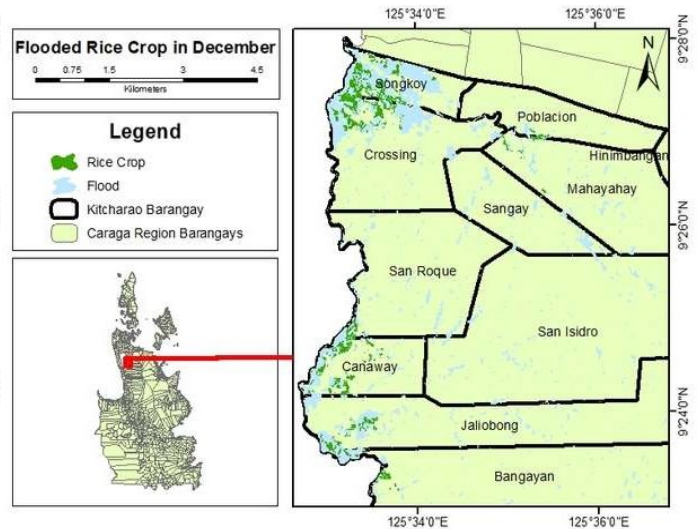 Flooded Rice Crop in December
0 0.75 1.5 3 4.5
Kilometers
Legend
Rice Crop
Flood
Kitcharao Barangay
Caraga Region Barangays
125°34'0"E 125°36'0"E
N
9°28'0"N
Songkoy
Poblacion
Crossing
Hinimbangan
Mahayahay
Sangay
9°26'0"N
San Roque
San Isidro
Canaway
9°24'0"N
Jaliobong
Bangayan
125°34'0"E 125°36'0"E